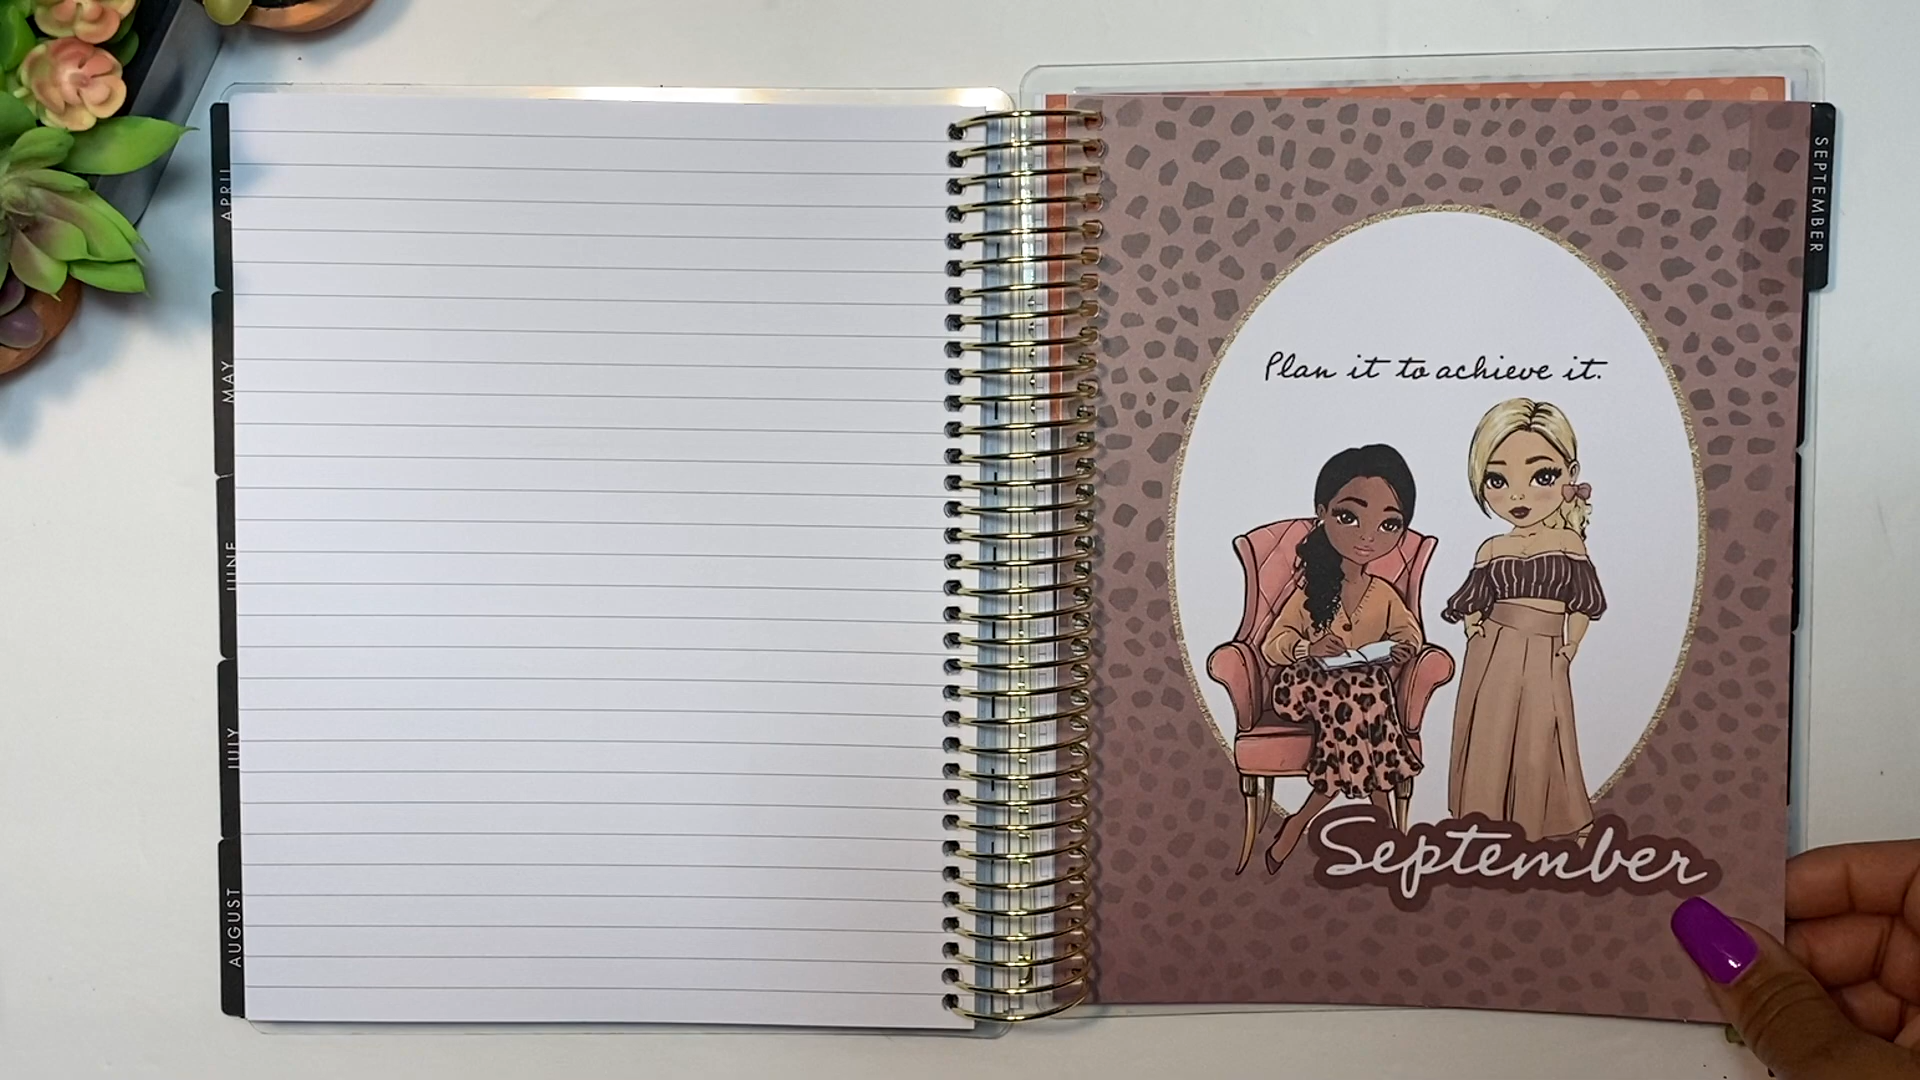 APRIL
MAY
JUNE
JULY
AUGUST
SEPTEMBER
Plan it to achieve it.
September